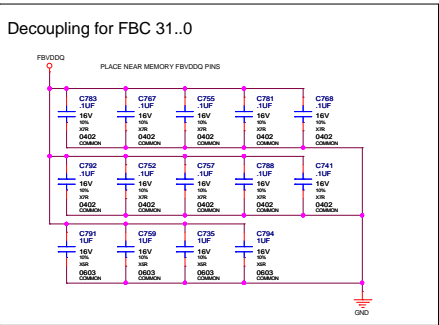 Decoupling for FBC 31..0
FBVDDQ
PLACE NEAR MEMORY FBVDDQ PINS
C783 C767 C755 C781 C768
.1UF .1UF .1UF .1UF .1UF
16V 16V 16V 16V 16V
10% 10% 10% 10% 10%
X7R X7R X7R X7R X7R
0402 0402 0402 0402 0402
COMMON COMMON COMMON COMMON COMMON
C792 C752 C757 C788 C741
.1UF .1UF .1UF .1UF .1UF
16V 16V 16V 16V 16V
10% 10% 10% 10% 10%
X7R X7R X7R X7R X7R
0402 0402 0402 0402 0402
COMMON COMMON COMMON COMMON COMMON
C791 C759 C735 C794
1UF 1UF 1UF 1UF
16V 16V 16V 16V
10% 10% 10% 10%
X5R X5R X5R X5R
0603 0603 0603 0603
COMMON COMMON COMMON COMMON
GND